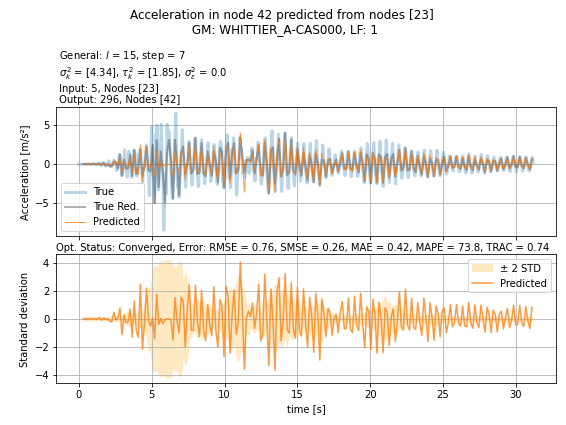 Acceleration in node 42 predicted from nodes [23]
GM: WHITTIER_A-CAS000, LF: 1
General: l = 15, step = 7
σ²ₖ = [4.34], τ²ₖ = [1.85], σ²ₑ = 0.0
Input: 5, Nodes [23]
Output: 296, Nodes [42]
Acceleration [m/s²]
5
0
−5
True
True Red.
Predicted
Opt. Status: Converged, Error: RMSE = 0.76, SMSE = 0.26, MAE = 0.42, MAPE = 73.8, TRAC = 0.74
Standard deviation
4
2
0
−2
−4
± 2 STD
Predicted
0 5 10 15 20 25 30
time [s]